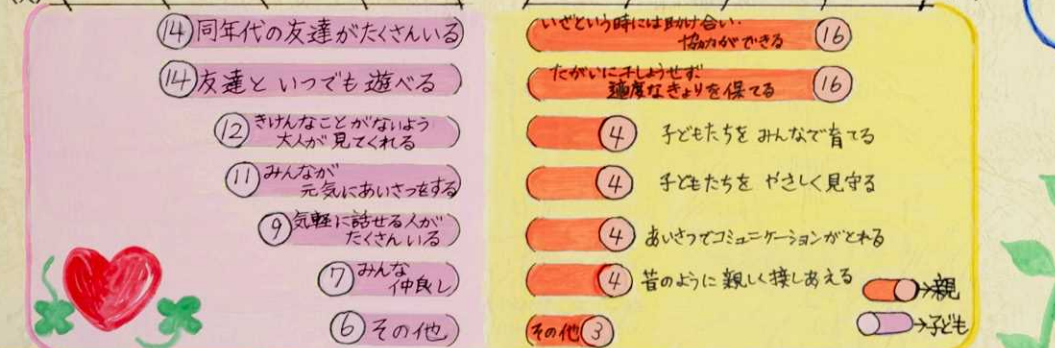 (人)
⑭ 同年代の友達がたくさんいる
⑭ 友達といつでも遊べる
⑫ きけんなことがないよう
大人が見てくれる
⑪ みんなが
元気にあいさつをする
⑨ 気軽に話せる人が
たくさんいる
⑦ みんな
仲良し
⑥ その他
いざという時には助け合い・
協力ができる ⑯
たがいに干しょうせず
適度なきょりを保てる ⑯
④ 子どもたちをみんなで育てる
④ 子どもたちをやさしく見守る
④ あいさつでコミュニケーションがとれる
④ 昔のように親しく接しあえる
その他 ③
→親
→子ども